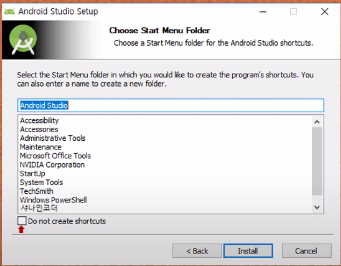 Android Studio Setup
Choose Start Menu Folder
Choose a Start Menu folder for the Android Studio shortcuts.
Select the Start Menu folder in which you would like to create the program's shortcuts. You
can also enter a name to create a new folder.
Android Studio
Accessibility
Accessories
Administrative Tools
Maintenance
Microsoft Office Tools
NVIDIA Corporation
StartUp
System Tools
TechSmith
Windows PowerShell
샤나인코더
Do not create shortcuts
< Back
Install
Cancel